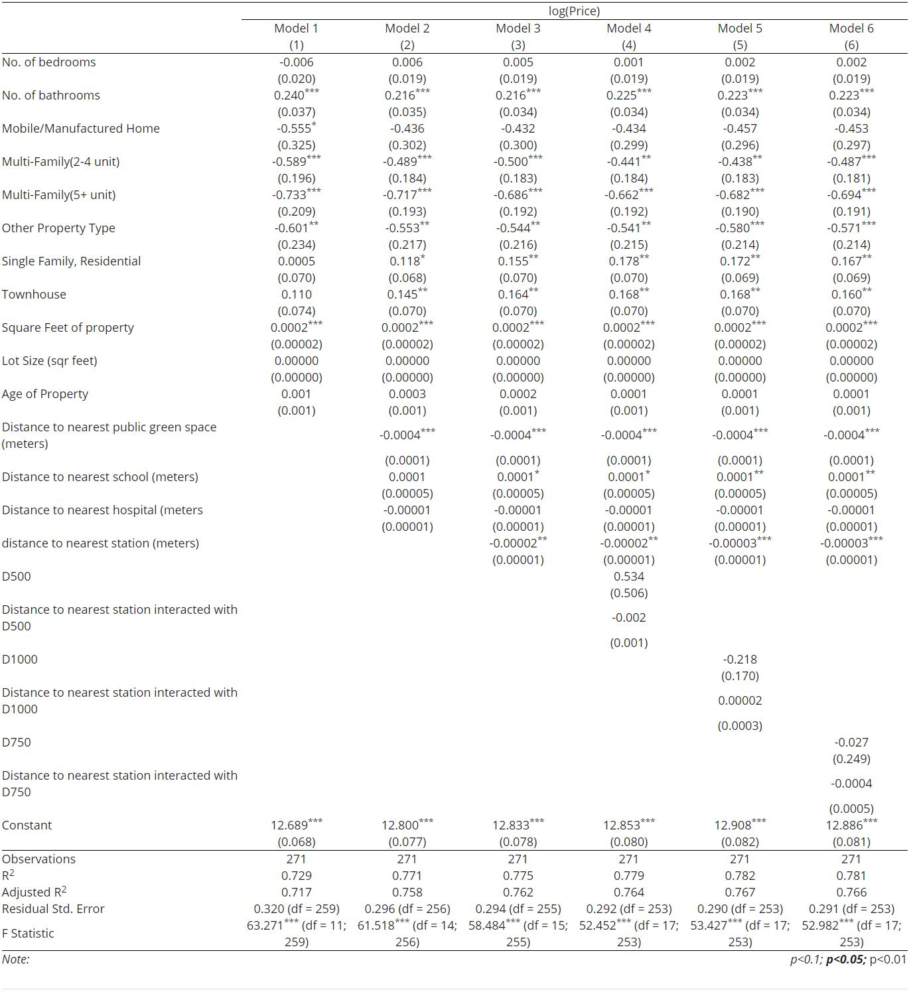 log(Price)
Model 1 Model 2 Model 3 Model 4 Model 5 Model 6
(1) (2) (3) (4) (5) (6)
No. of bedrooms -0.006 0.006 0.005 0.001 0.002 0.002
(0.020) (0.019) (0.019) (0.019) (0.019) (0.019)
No. of bathrooms 0.240*** 0.216*** 0.216*** 0.225*** 0.223*** 0.223***
(0.037) (0.035) (0.034) (0.034) (0.034) (0.034)
Mobile/Manufactured Home -0.555* -0.436 -0.432 -0.434 -0.457 -0.453
(0.325) (0.302) (0.300) (0.299) (0.296) (0.297)
Multi-Family(2-4 unit) -0.589*** -0.489*** -0.500*** -0.441** -0.438** -0.487***
(0.196) (0.184) (0.183) (0.184) (0.183) (0.181)
Multi-Family(5+ unit) -0.733*** -0.717*** -0.686*** -0.662*** -0.682*** -0.694***
(0.209) (0.193) (0.192) (0.192) (0.190) (0.191)
Other Property Type -0.601** -0.553** -0.544** -0.541** -0.580*** -0.571***
(0.234) (0.217) (0.216) (0.215) (0.214) (0.214)
Single Family, Residential 0.0005 0.118* 0.155** 0.178** 0.172** 0.167**
(0.070) (0.068) (0.070) (0.070) (0.069) (0.069)
Townhouse 0.110 0.145** 0.164** 0.168** 0.168** 0.160**
(0.074) (0.070) (0.070) (0.070) (0.070) (0.070)
Square Feet of property 0.0002*** 0.0002*** 0.0002*** 0.0002*** 0.0002*** 0.0002***
(0.00002) (0.00002) (0.00002) (0.00002) (0.00002) (0.00002)
Lot Size (sqr feet) 0.00000 0.00000 0.00000 0.00000 0.00000 0.00000
(0.00000) (0.00000) (0.00000) (0.00000) (0.00000) (0.00000)
Age of Property 0.001 0.0003 0.0002 0.0001 0.0001 0.0001
(0.001) (0.001) (0.001) (0.001) (0.001) (0.001)
Distance to nearest public green space
(meters) -0.0004*** -0.0004*** -0.0004*** -0.0004*** -0.0004***
(0.0001) (0.0001) (0.0001) (0.0001) (0.0001)
Distance to nearest school (meters) 0.0001 0.0001* 0.0001* 0.0001** 0.0001**
(0.00005) (0.00005) (0.00005) (0.00005) (0.00005)
Distance to nearest hospital (meters -0.00001 -0.00001 -0.00001 -0.00001 -0.00001
(0.00001) (0.00001) (0.00001) (0.00001) (0.00001)
distance to nearest station (meters) -0.00002** -0.00002** -0.00003*** -0.00003***
(0.00001) (0.00001) (0.00001) (0.00001)
D500 0.534
(0.506)
Distance to nearest station interacted with
D500 -0.002
(0.001)
D1000 -0.218
(0.170)
Distance to nearest station interacted with
D1000 0.00002
(0.0003)
D750 -0.027
(0.249)
Distance to nearest station interacted with
D750 -0.0004
(0.0005)
Constant 12.689*** 12.800*** 12.833*** 12.853*** 12.908*** 12.886***
(0.068) (0.077) (0.078) (0.080) (0.082) (0.081)
Observations 271 271 271 271 271 271
R2 0.729 0.771 0.775 0.779 0.782 0.781
Adjusted R2 0.717 0.758 0.762 0.764 0.767 0.766
Residual Std. Error 0.320 (df = 259) 0.296 (df = 256) 0.294 (df = 255) 0.292 (df = 253) 0.290 (df = 253) 0.291 (df = 253)
F Statistic 63.271*** (df = 11; 61.518*** (df = 14; 58.484*** (df = 15; 52.452*** (df = 17; 53.427*** (df = 17; 52.982*** (df = 17;
259) 256) 255) 253) 253) 253)
Note: p<0.1; p<0.05; p<0.01